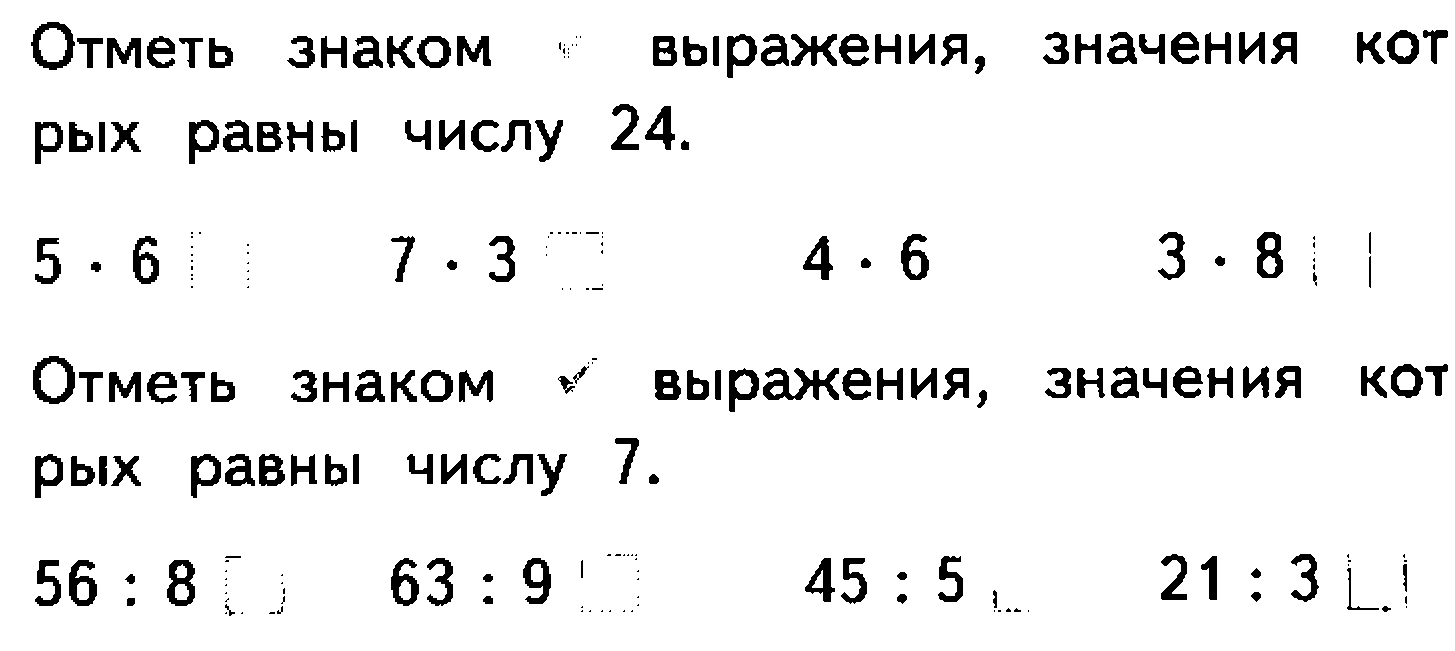 Отметь знаком ✓ выражения, значения кот
рых равны числу 24.
5 · 6 7 · 3 4 · 6 3 · 8
Отметь знаком ✓ выражения, значения кот
рых равны числу 7.
56 : 8 63 : 9 45 : 5 21 : 3